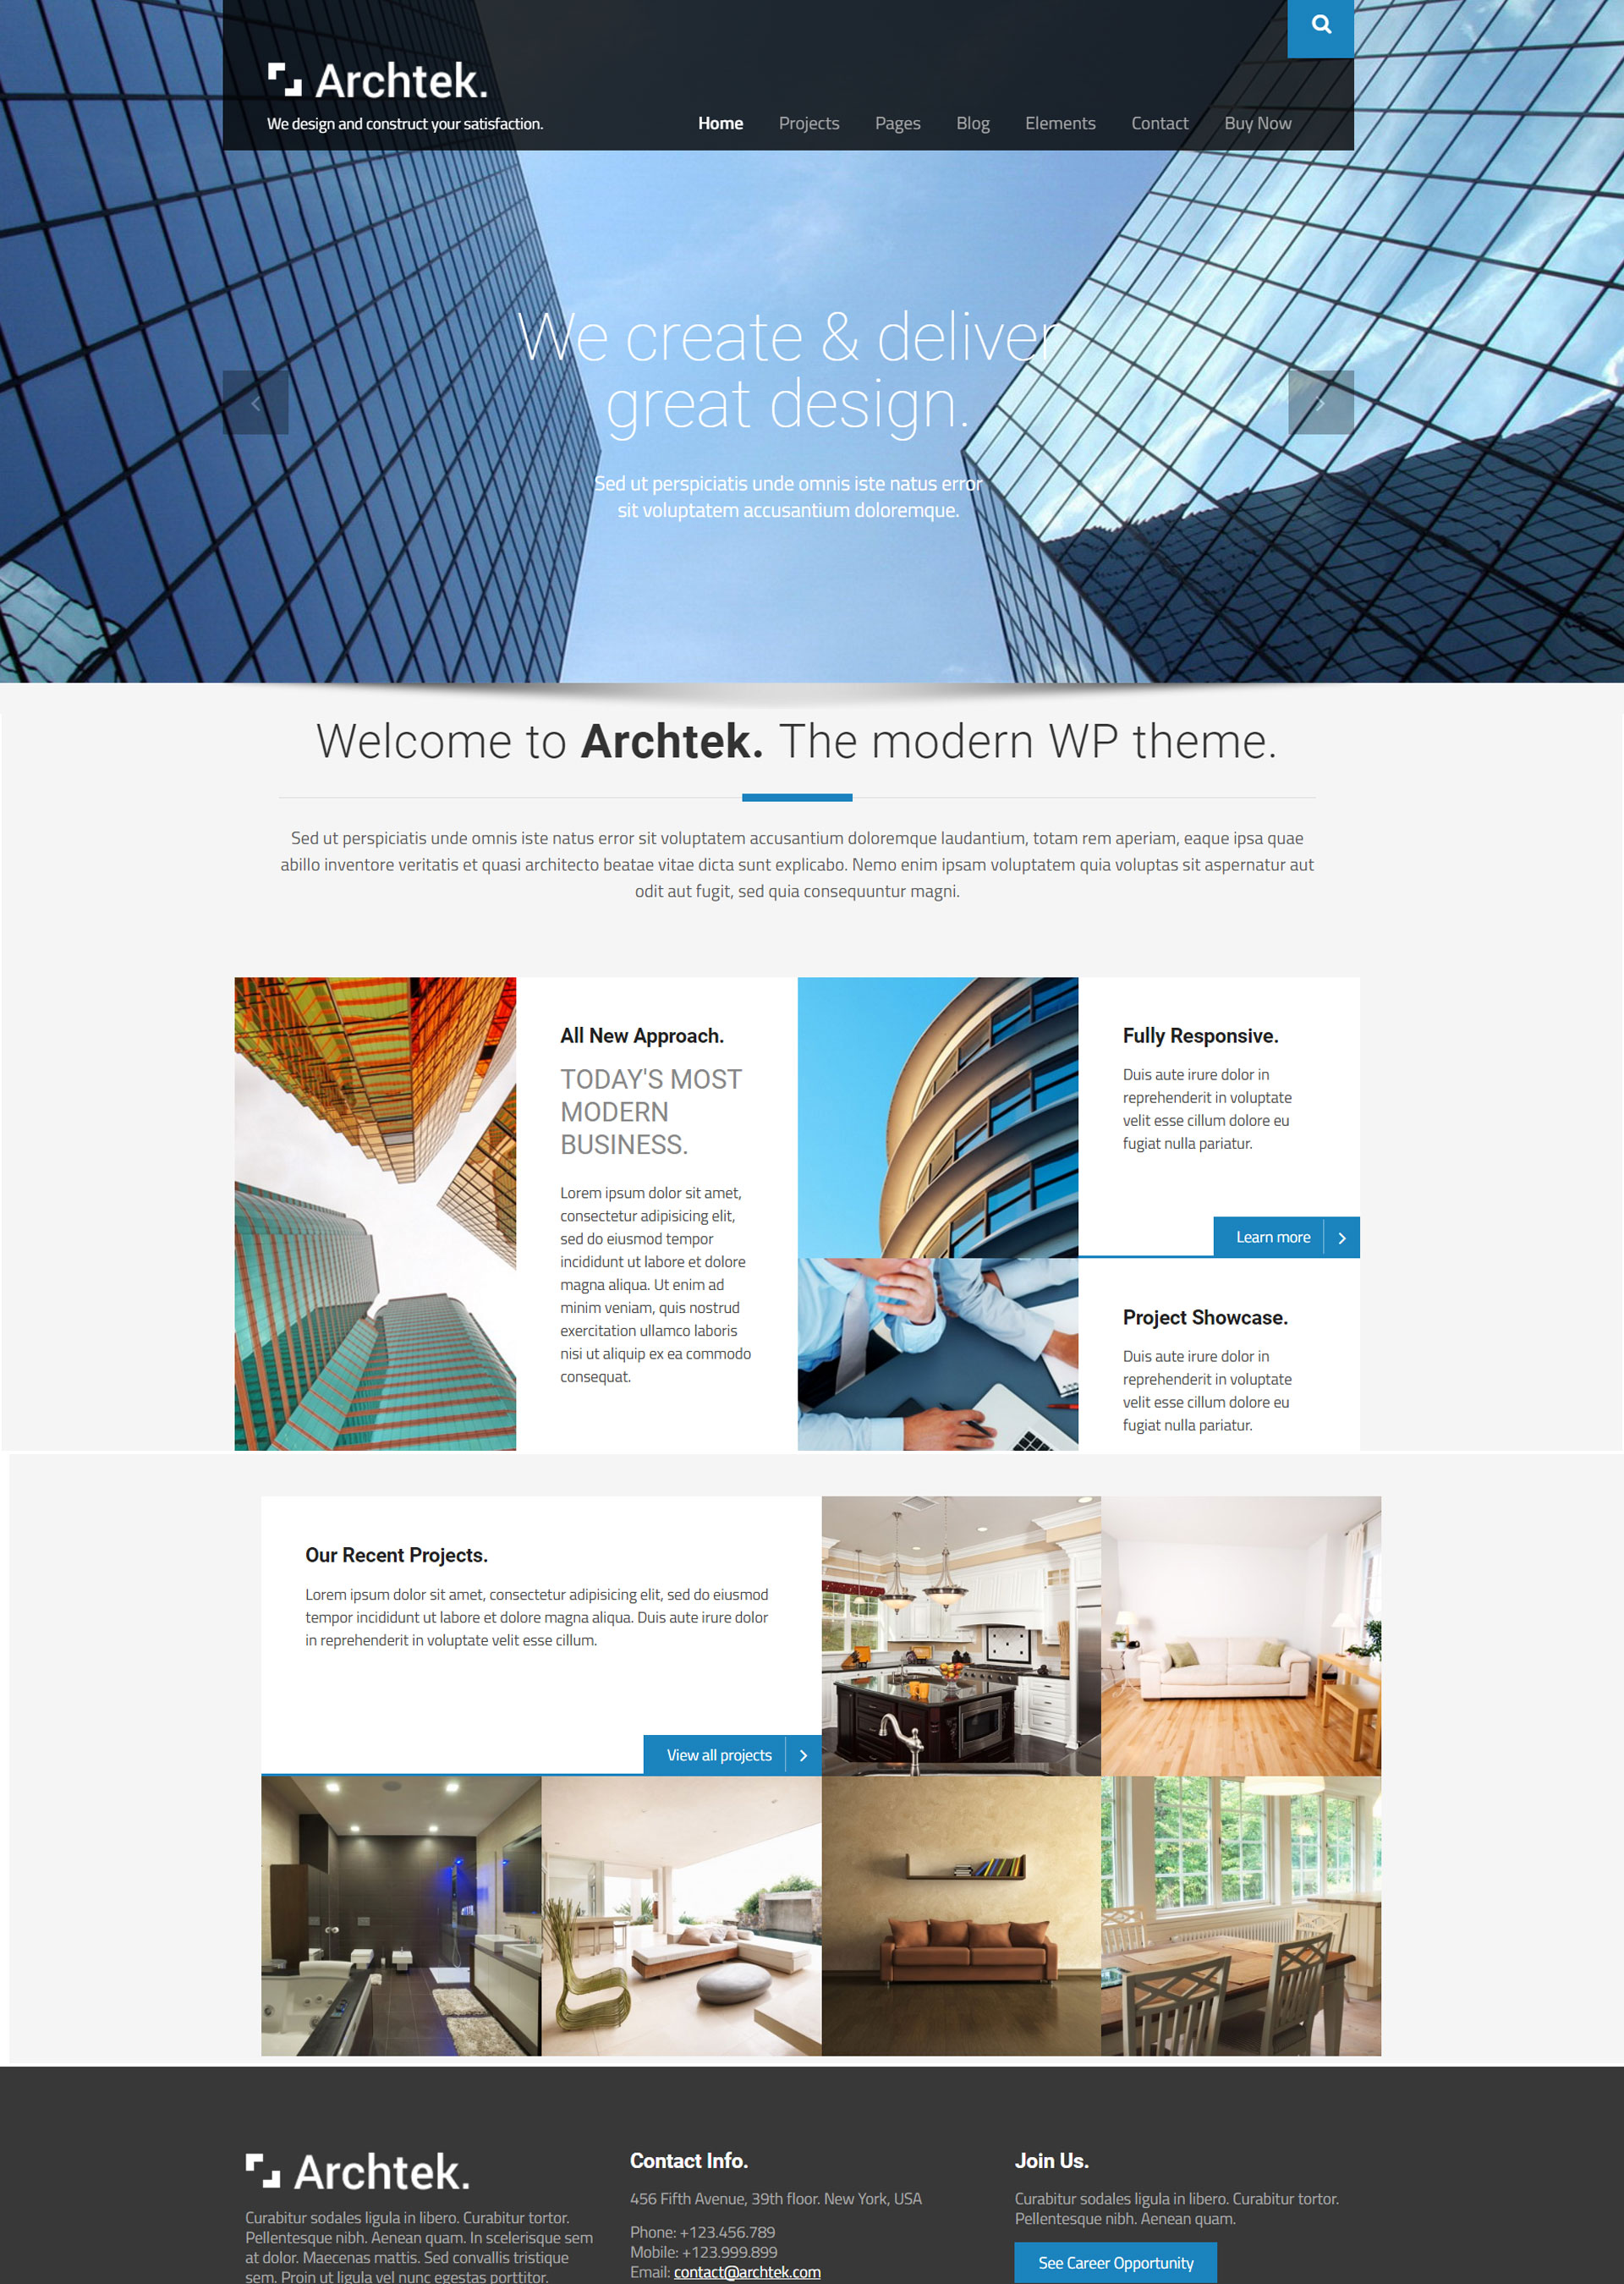 Archtek.
We design and construct your satisfaction.
Home Projects Pages Blog Elements Contact Buy Now
We create & deliver
great design.
Sed ut perspiciatis unde omnis iste natus error
sit voluptatem accusantium doloremque.
Welcome to Archtek. The modern WP theme.
Sed ut perspiciatis unde omnis iste natus error sit voluptatem accusantium doloremque laudantium, totam rem aperiam, eaque ipsa quae
abillo inventore veritatis et quasi architecto beatae vitae dicta sunt explicabo. Nemo enim ipsam voluptatem quia voluptas sit aspernatur aut
odit aut fugit, sed quia consequuntur magni.
All New Approach.
TODAY'S MOST
MODERN
BUSINESS.
Lorem ipsum dolor sit amet,
consectetur adipisicing elit,
sed do eiusmod tempor
incididunt ut labore et dolore
magna aliqua. Ut enim ad
minim veniam, quis nostrud
exercitation ullamco laboris
nisi ut aliquip ex ea commodo
consequat.
Fully Responsive.
Duis aute irure dolor in
reprehenderit in voluptate
velit esse cillum dolore eu
fugiat nulla pariatur.
Learn more
Project Showcase.
Duis aute irure dolor in
reprehenderit in voluptate
velit esse cillum dolore eu
fugiat nulla pariatur.
Our Recent Projects.
Lorem ipsum dolor sit amet, consectetur adipisicing elit, sed do eiusmod
tempor incididunt ut labore et dolore magna aliqua. Duis aute irure dolor
in reprehenderit in voluptate velit esse cillum.
View all projects
Archtek.
Curabitur sodales ligula in libero. Curabitur tortor.
Pellentesque nibh. Aenean quam. In scelerisque sem
at dolor. Maecenas mattis. Sed convallis tristique
sem. Proin ut ligula vel nunc egestas porttitor.
Contact Info.
456 Fifth Avenue, 39th floor. New York, USA
Phone: +123.456.789
Mobile: +123.999.899
Email: contact@archtek.com
Join Us.
Curabitur sodales ligula in libero. Curabitur tortor.
Pellentesque nibh. Aenean quam.
See Career Opportunity